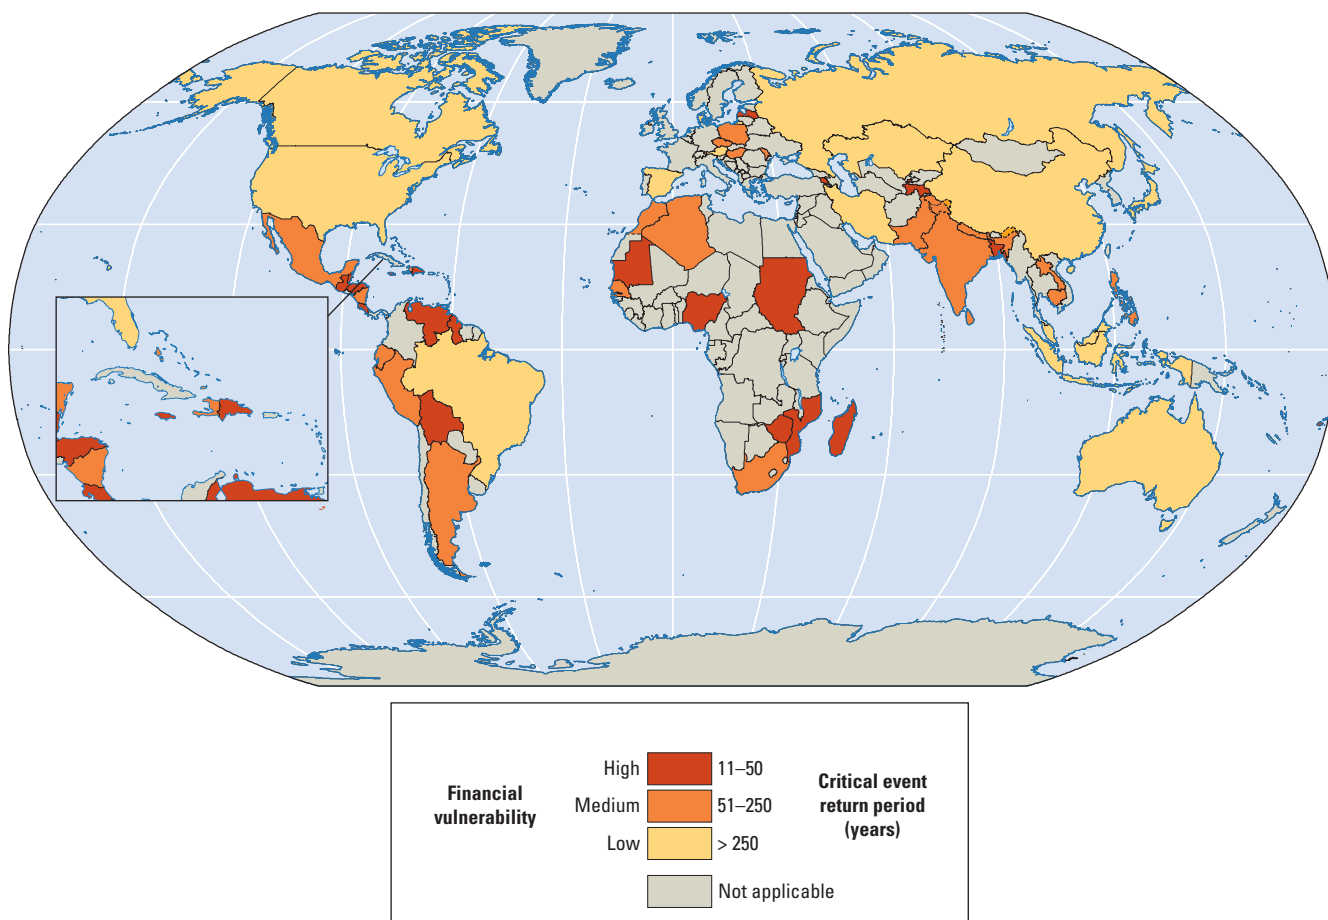 Financial
vulnerability
High
Medium
Low
11–50
51–250
> 250
Not applicable
Critical event
return period
(years)